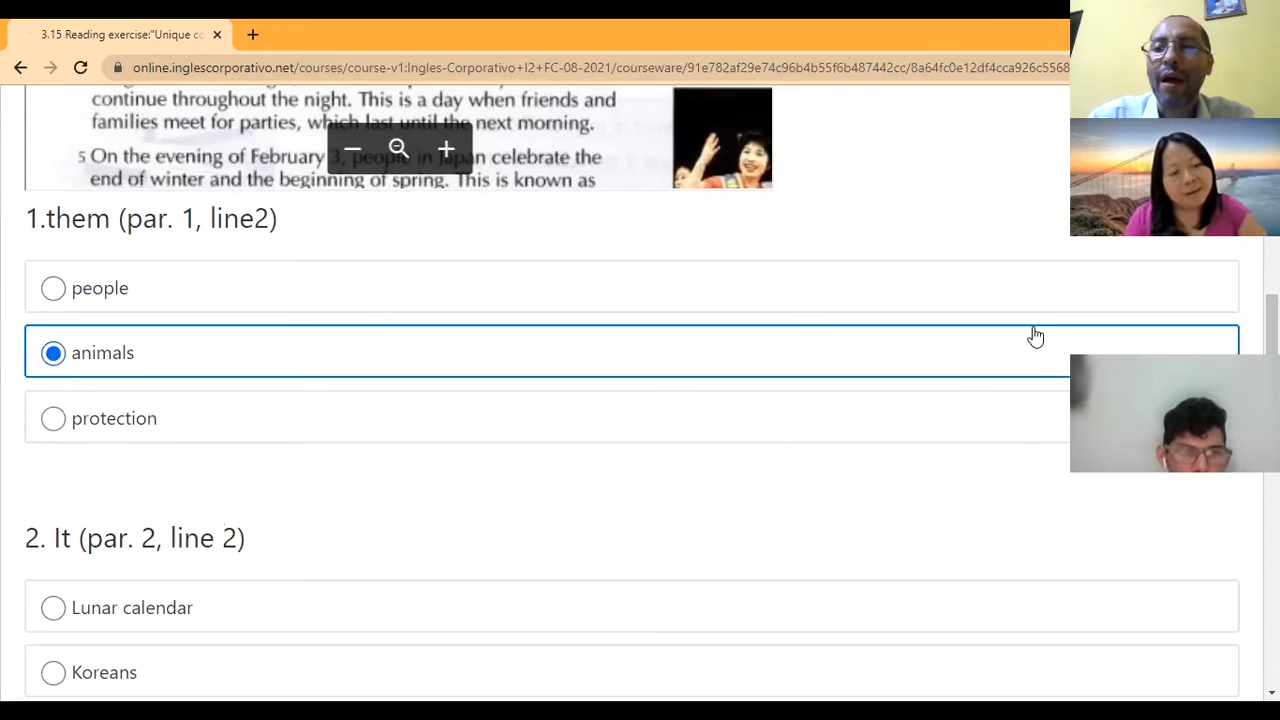 3.15 Reading exercise:"Unique co
online.inglescorporativo.net/courses/course-v1:Ingles-Corporativo+I2+FC-08-2021/courseware/91e782af29e74c96b4b55f6b487442cc/8a64fc0e12df4cca926c5568
continue throughout the night. This is a day when friends and
families meet for parties, which last until the next morning.
5 On the evening of February 3, people in Japan celebrate the
end of winter and the beginning of spring. This is known as
1.them (par. 1, line2)
people
animals
protection
2. It (par. 2, line 2)
Lunar calendar
Koreans